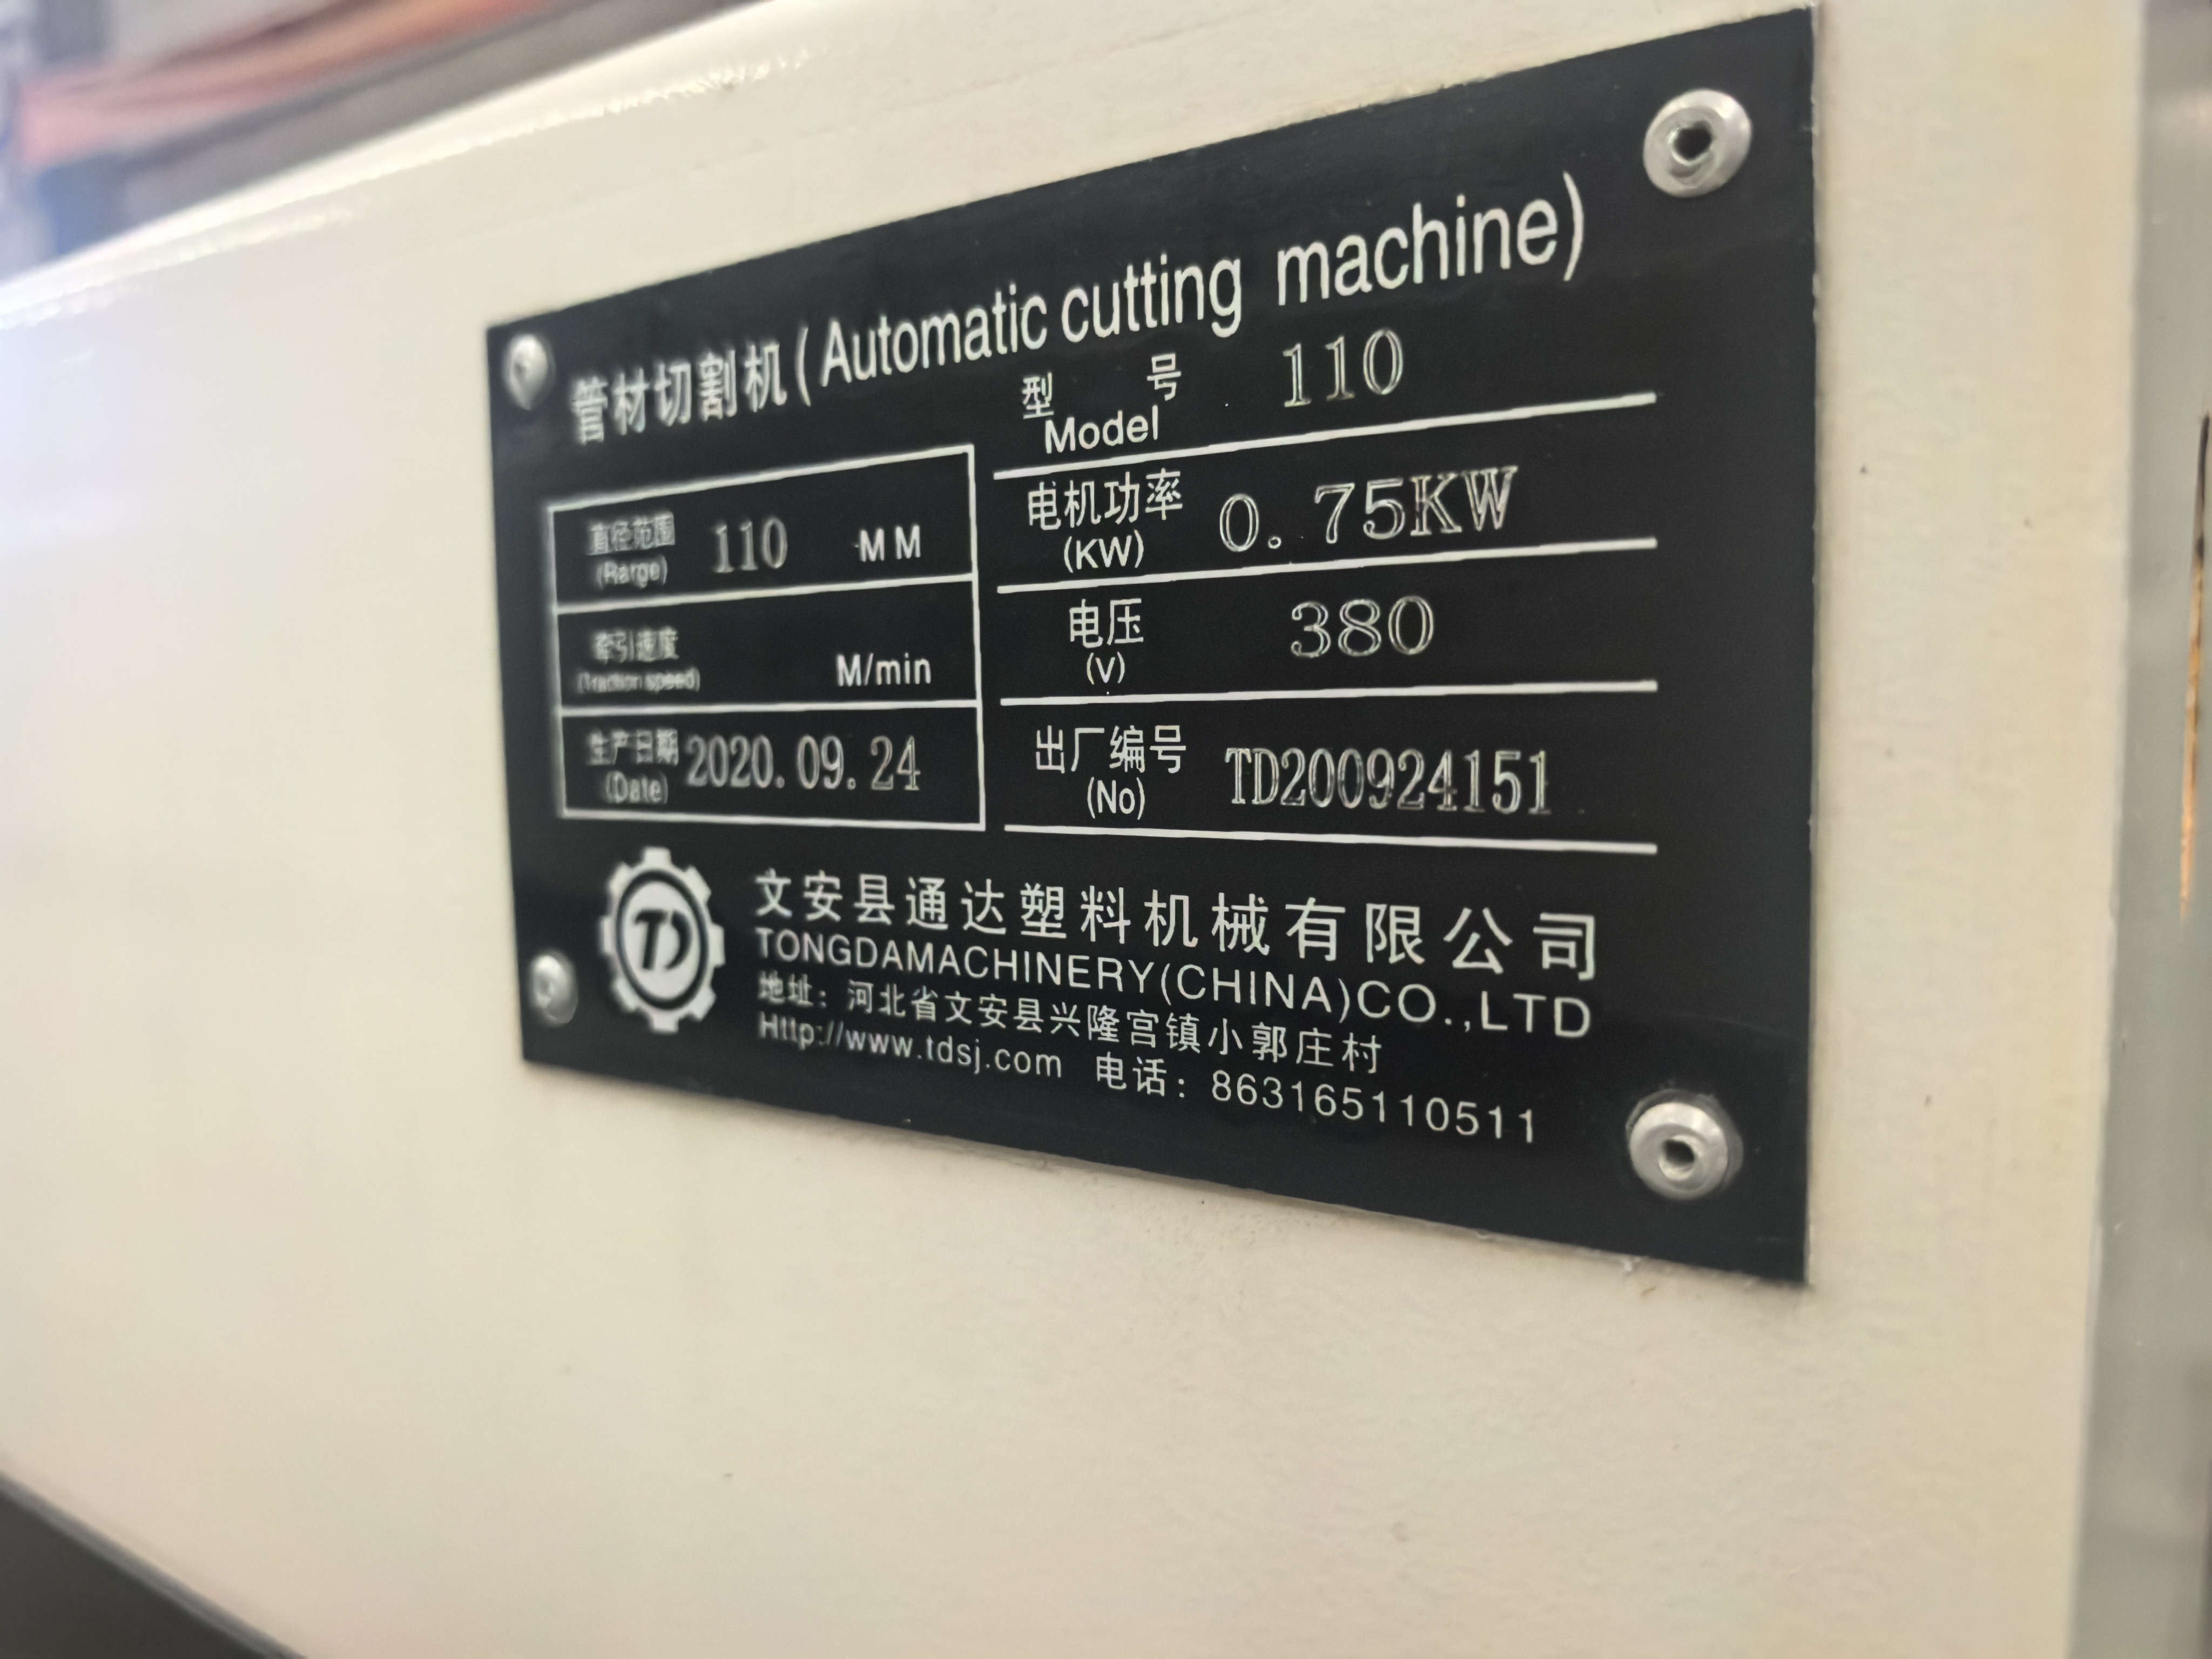 管材切割机(Automatic cutting machine)
型 号 110
Model
直径范围 110 MM
(Rarge)
牵引速度 M/min
(Traction speed)
生产日期 2020.09.24
(Date)
电机功率 0.75KW
(KW)
电压 380
(V)
出厂编号 TD200924151
(No)
TD
文安县通达塑料机械有限公司
TONGDAMACHINERY(CHINA)CO.,LTD
地址：河北省文安县兴隆宫镇小郭庄村
Http://www.tdsj.com 电话：863165110511